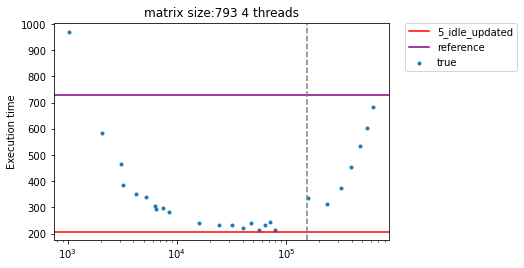 matrix size:793 4 threads
5_idle_updated
reference
true
Execution time
1000
900
800
700
600
500
400
300
200
10³
10⁴
10⁵